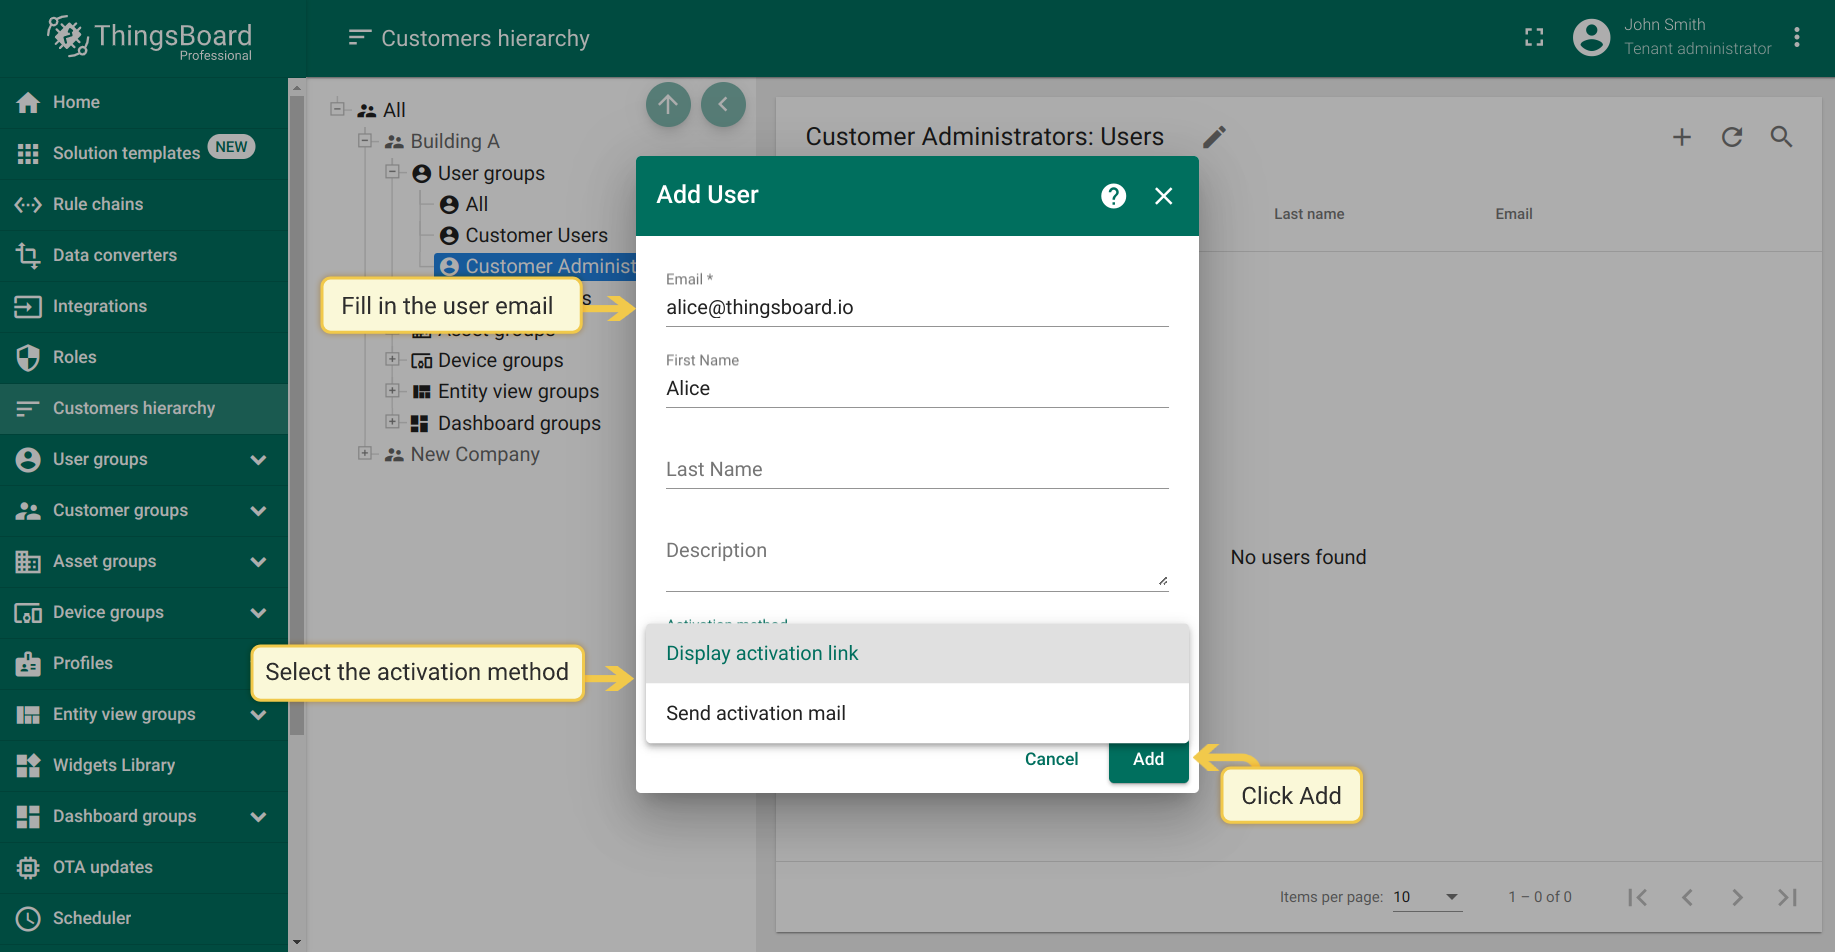 ThingsBoard
Professional
Customers hierarchy
John Smith
Tenant administrator
Home
Solution templates NEW
Rule chains
Data converters
Integrations
Roles
Customers hierarchy
User groups
Customer groups
Asset groups
Device groups
Profiles
Entity view groups
Widgets Library
Dashboard groups
OTA updates
Scheduler
All
Building A
User groups
All
Customer Users
Customer Administ
s
Asset groups
Device groups
Entity view groups
Dashboard groups
New Company
Customer Administrators: Users
Last name Email
No users found
Items per page: 10 1 – 0 of 0
Add User
Email *
alice@thingsboard.io
First Name
Alice
Last Name
Description
Activation method
Display activation link
Send activation mail
Cancel Add
Fill in the user email
Select the activation method
Click Add